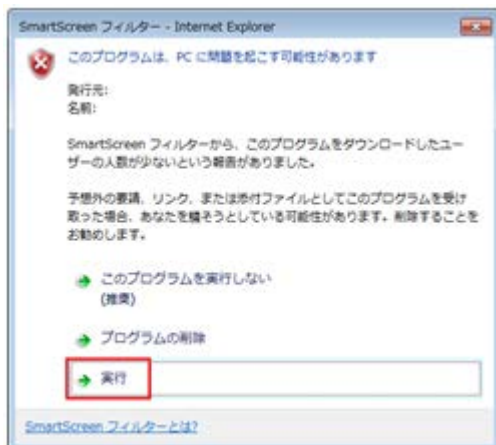 SmartScreen フィルター - Internet Explorer
このプログラムは、PC に問題を起こす可能性があります
発行元:
名前:
SmartScreen フィルターから、このプログラムをダウンロードしたユー
ザーの人数が少ないという報告がありました。
予想外の要請、リンク、または添付ファイルとしてこのプログラムを受け
取った場合、あなたを騙そうとしている可能性があります。削除することを
お勧めします。
このプログラムを実行しない
(推奨)
プログラムの削除
実行
SmartScreen フィルターとは?